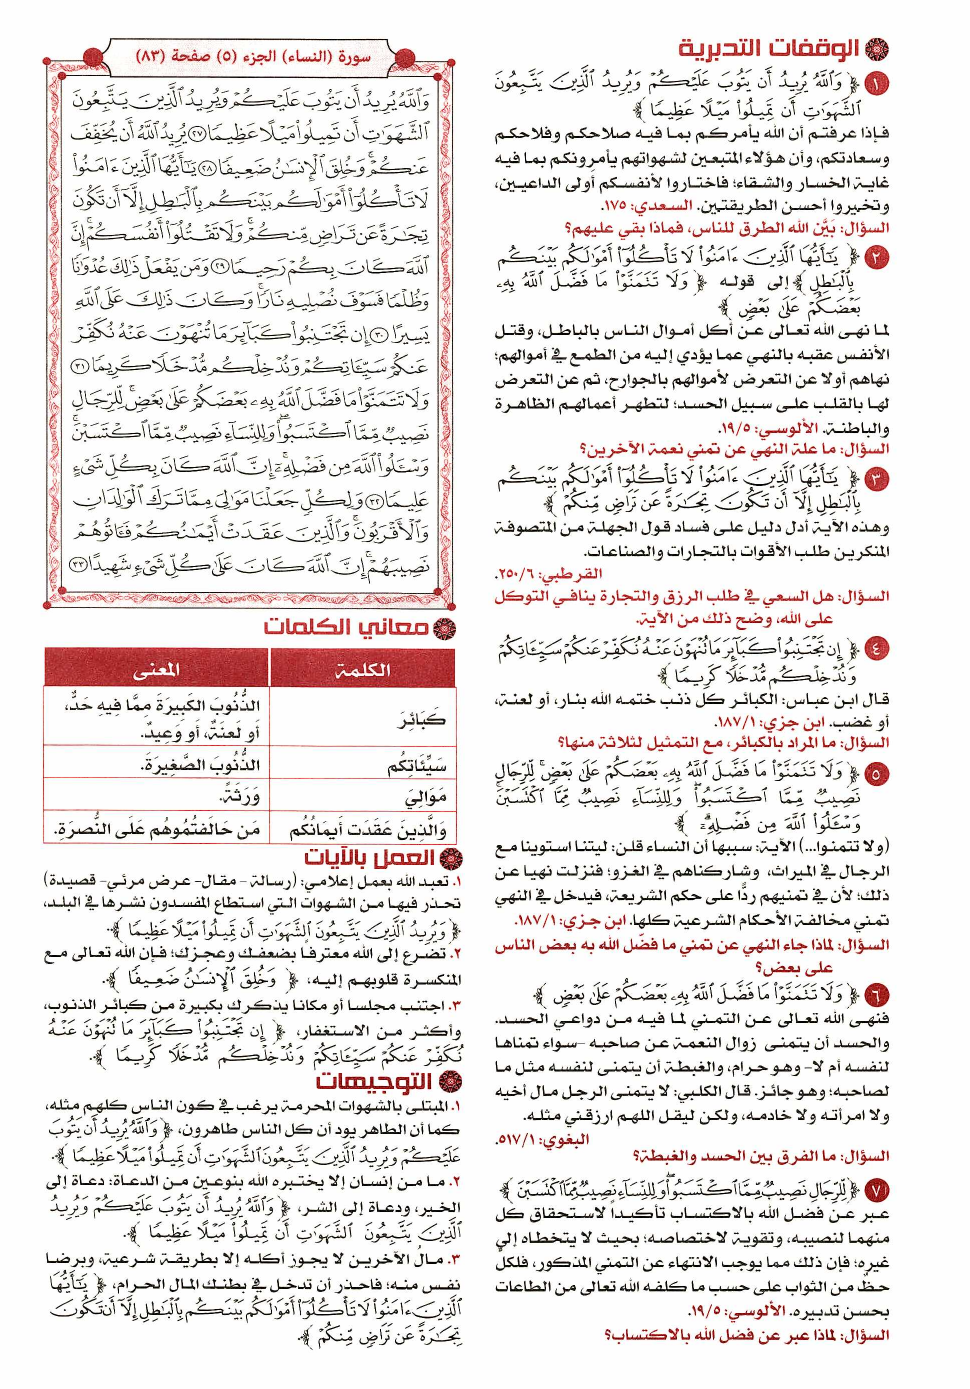 الوقفات التدبرية
١ ﴿ وَٱللَّهُ يُرِيدُ أَن يَتُوبَ عَلَيْكُمْ وَيُرِيدُ ٱلَّذِينَ يَتَّبِعُونَ
ٱلشَّهَوَٰتِ أَن تَمِيلُوا۟ مَيْلًا عَظِيمًا ﴾
فإذا عرفتم أن الله يأمركم بما فيه صلاحكم وفلاحكم
وسعادتكم، وأن هؤلاء المتبعين لشهواتهم يأمرونكم بما فيه
غاية الخسار والشقاء؛ فاختاروا لأنفسكم أولى الداعيين،
وتخيروا أحسن الطريقتين. السعدي: ١٧٥.
السؤال: بَيَّن الله الطرق للناس، فماذا بقي عليهم؟
٢ ﴿ يَٰٓأَيُّهَا ٱلَّذِينَ ءَامَنُوا۟ لَا تَأْكُلُوٓا۟ أَمْوَٰلَكُم بَيْنَكُم
بِٱلْبَٰطِلِ ﴾ إلى قوله ﴿ وَلَا تَتَمَنَّوْا۟ مَا فَضَّلَ ٱللَّهُ بِهِۦ
بَعْضَكُمْ عَلَىٰ بَعْضٍ ﴾
لما نهى الله تعالى عن أكل أموال الناس بالباطل، وقتل
الأنفس عقبه بالنهي عما يؤدي إليه من الطمع في أموالهم؛
نهاهم أولا عن التعرض لأموالهم بالجوارح، ثم عن التعرض
لها بالقلب على سبيل الحسد؛ لتطهر أعمالهم الظاهرة
والباطنة. الألوسي: ١٩/٥.
السؤال: ما علة النهي عن تمني نعمة الآخرين؟
٣ ﴿ يَٰٓأَيُّهَا ٱلَّذِينَ ءَامَنُوا۟ لَا تَأْكُلُوٓا۟ أَمْوَٰلَكُم بَيْنَكُم
بِٱلْبَٰطِلِ إِلَّآ أَن تَكُونَ تِجَٰرَةً عَن تَرَاضٍ مِّنكُمْ ﴾
وهذه الآية أدل دليل على فساد قول الجهلة من المتصوفة
المنكرين طلب الأقوات بالتجارات والصناعات.
القرطبي: ٢٥٠/٦.
السؤال: هل السعي في طلب الرزق والتجارة ينافي التوكل
على الله، وضح ذلك من الآية.
٤ ﴿ إِن تَجْتَنِبُوا۟ كَبَآئِرَ مَا تُنْهَوْنَ عَنْهُ نُكَفِّرْ عَنكُمْ سَيِّـَٔاتِكُمْ
وَنُدْخِلْكُم مُّدْخَلًا كَرِيمًا ﴾
قال ابن عباس: الكبائر كل ذنب ختمه الله بنار، أو لعنة،
أو غضب. ابن جزي: ١٨٧/١.
السؤال: ما المراد بالكبائر، مع التمثيل لثلاثة منها؟
٥ ﴿ وَلَا تَتَمَنَّوْا۟ مَا فَضَّلَ ٱللَّهُ بِهِۦ بَعْضَكُمْ عَلَىٰ بَعْضٍ ۚ لِّلرِّجَالِ
نَصِيبٌ مِّمَّا ٱكْتَسَبُوا۟ ۖ وَلِلنِّسَآءِ نَصِيبٌ مِّمَّا ٱكْتَسَبْنَ ۚ
وَسْـَٔلُوا۟ ٱللَّهَ مِن فَضْلِهِۦٓ ﴾
(ولا تتمنوا...) الآية: سببها أن النساء قلن: ليتنا استوينا مع
الرجال في الميراث، وشاركناهم في الغزو؛ فنزلت نهيا عن
ذلك؛ لأن في تمنيهم ردًّا على حكم الشريعة، فيدخل في النهي
تمني مخالفة الأحكام الشرعية كلها. ابن جزي: ١٨٧/١.
السؤال: لماذا جاء النهي عن تمني ما فضّل الله به بعض الناس
على بعض؟
٦ ﴿ وَلَا تَتَمَنَّوْا۟ مَا فَضَّلَ ٱللَّهُ بِهِۦ بَعْضَكُمْ عَلَىٰ بَعْضٍ ﴾
فنهى الله تعالى عن التمني لما فيه من دواعي الحسد.
والحسد أن يتمنى زوال النعمة عن صاحبه -سواء تمناها
لنفسه أم لا- وهو حرام، والغبطة أن يتمنى لنفسه مثل ما
لصاحبه؛ وهو جائز. قال الكلبي: لا يتمنى الرجل مال أخيه
ولا امرأته ولا خادمه، ولكن ليقل اللهم ارزقني مثله.
البغوي: ٥١٧/١.
السؤال: ما الفرق بين الحسد والغبطة؟
٧ ﴿ لِّلرِّجَالِ نَصِيبٌ مِّمَّا ٱكْتَسَبُوا۟ ۖ وَلِلنِّسَآءِ نَصِيبٌ مِّمَّا ٱكْتَسَبْنَ ﴾
عبر عن فضل الله بالاكتساب تأكيداً لاستحقاق كل
منهما لنصيبه، وتقوية لاختصاصه؛ بحيث لا يتخطاه إلى
غيره؛ فإن ذلك مما يوجب الانتهاء عن التمني المذكور، فلكلٍّ
حظّ من الثواب على حسب ما كلفه الله تعالى من الطاعات
بحسن تدبيره. الألوسي: ١٩/٥.
السؤال: لماذا عبر عن فضل الله بالاكتساب؟
سورة (النساء) الجزء (٥) صفحة (٨٣)
وَٱللَّهُ يُرِيدُ أَن يَتُوبَ عَلَيْكُمْ وَيُرِيدُ ٱلَّذِينَ يَتَّبِعُونَ
ٱلشَّهَوَٰتِ أَن تَمِيلُوا۟ مَيْلًا عَظِيمًا ٢٧ يُرِيدُ ٱللَّهُ أَن يُخَفِّفَ
عَنكُمْ ۚ وَخُلِقَ ٱلْإِنسَٰنُ ضَعِيفًا ٢٨ يَٰٓأَيُّهَا ٱلَّذِينَ ءَامَنُوا۟
لَا تَأْكُلُوٓا۟ أَمْوَٰلَكُم بَيْنَكُم بِٱلْبَٰطِلِ إِلَّآ أَن تَكُونَ
تِجَٰرَةً عَن تَرَاضٍ مِّنكُمْ ۚ وَلَا تَقْتُلُوٓا۟ أَنفُسَكُمْ ۚ إِنَّ
ٱللَّهَ كَانَ بِكُمْ رَحِيمًا ٢٩ وَمَن يَفْعَلْ ذَٰلِكَ عُدْوَٰنًا
وَظُلْمًا فَسَوْفَ نُصْلِيهِ نَارًا ۚ وَكَانَ ذَٰلِكَ عَلَى ٱللَّهِ
يَسِيرًا ٣٠ إِن تَجْتَنِبُوا۟ كَبَآئِرَ مَا تُنْهَوْنَ عَنْهُ نُكَفِّرْ
عَنكُمْ سَيِّـَٔاتِكُمْ وَنُدْخِلْكُم مُّدْخَلًا كَرِيمًا ٣١
وَلَا تَتَمَنَّوْا۟ مَا فَضَّلَ ٱللَّهُ بِهِۦ بَعْضَكُمْ عَلَىٰ بَعْضٍ ۚ لِّلرِّجَالِ
نَصِيبٌ مِّمَّا ٱكْتَسَبُوا۟ ۖ وَلِلنِّسَآءِ نَصِيبٌ مِّمَّا ٱكْتَسَبْنَ ۚ
وَسْـَٔلُوا۟ ٱللَّهَ مِن فَضْلِهِۦٓ ۗ إِنَّ ٱللَّهَ كَانَ بِكُلِّ شَىْءٍ
عَلِيمًا ٣٢ وَلِكُلٍّ جَعَلْنَا مَوَٰلِىَ مِمَّا تَرَكَ ٱلْوَٰلِدَانِ
وَٱلْأَقْرَبُونَ ۚ وَٱلَّذِينَ عَقَدَتْ أَيْمَٰنُكُمْ فَـَٔاتُوهُمْ
نَصِيبَهُمْ ۚ إِنَّ ٱللَّهَ كَانَ عَلَىٰ كُلِّ شَىْءٍ شَهِيدًا ٣٣
معاني الكلمات
الكلمة المعنى
كَبَائِرَ الذُّنُوبَ الكَبِيرَةَ مِمَّا فِيهِ حَدٌّ،
أَو لَعنَةٌ، أَو وَعِيدٌ.
سَيِّئَاتِكُم الذُّنُوبَ الصَّغِيرَةَ.
مَوَالِيَ وَرَثَةً.
وَالَّذِينَ عَقَدَت أَيمَانُكُم مَن حَالَفتُمُوهُم عَلَى النُّصرَةِ.
العمل بالآيات
١. تعبد الله بعمل إعلامي: (رسالة - مقال- عرض مرئي- قصيدة)
تحذر فيها من الشهوات التي استطاع المفسدون نشرها في البلد،
﴿ وَيُرِيدُ ٱلَّذِينَ يَتَّبِعُونَ ٱلشَّهَوَٰتِ أَن تَمِيلُوا۟ مَيْلًا عَظِيمًا ﴾.
٢. تضرع إلى الله معترفا بضعفك وعجزك؛ فإن الله تعالى مع
المنكسرة قلوبهم إليه، ﴿ وَخُلِقَ ٱلْإِنسَٰنُ ضَعِيفًا ﴾.
٣. اجتنب مجلسا أو مكانا يذكرك بكبيرة من كبائر الذنوب،
وأكثر من الاستغفار، ﴿ إِن تَجْتَنِبُوا۟ كَبَآئِرَ مَا تُنْهَوْنَ عَنْهُ
نُكَفِّرْ عَنكُمْ سَيِّـَٔاتِكُمْ وَنُدْخِلْكُم مُّدْخَلًا كَرِيمًا ﴾.
التوجيهات
١. المبتلى بالشهوات المحرمة يرغب في كون الناس كلهم مثله،
كما أن الطاهر يود أن كل الناس طاهرون، ﴿ وَٱللَّهُ يُرِيدُ أَن يَتُوبَ
عَلَيْكُمْ وَيُرِيدُ ٱلَّذِينَ يَتَّبِعُونَ ٱلشَّهَوَٰتِ أَن تَمِيلُوا۟ مَيْلًا عَظِيمًا ﴾.
٢. ما من إنسان إلا يختبره الله بنوعين من الدعاة: دعاة إلى
الخير، ودعاة إلى الشر، ﴿ وَٱللَّهُ يُرِيدُ أَن يَتُوبَ عَلَيْكُمْ وَيُرِيدُ
ٱلَّذِينَ يَتَّبِعُونَ ٱلشَّهَوَٰتِ أَن تَمِيلُوا۟ مَيْلًا عَظِيمًا ﴾.
٣. مالُ الآخرين لا يجوز أكله إلا بطريقة شرعية، وبرضا
نفس منه؛ فاحذر أن تدخل في بطنك المال الحرام، ﴿ يَٰٓأَيُّهَا
ٱلَّذِينَ ءَامَنُوا۟ لَا تَأْكُلُوٓا۟ أَمْوَٰلَكُم بَيْنَكُم بِٱلْبَٰطِلِ إِلَّآ أَن تَكُونَ
تِجَٰرَةً عَن تَرَاضٍ مِّنكُمْ ﴾.